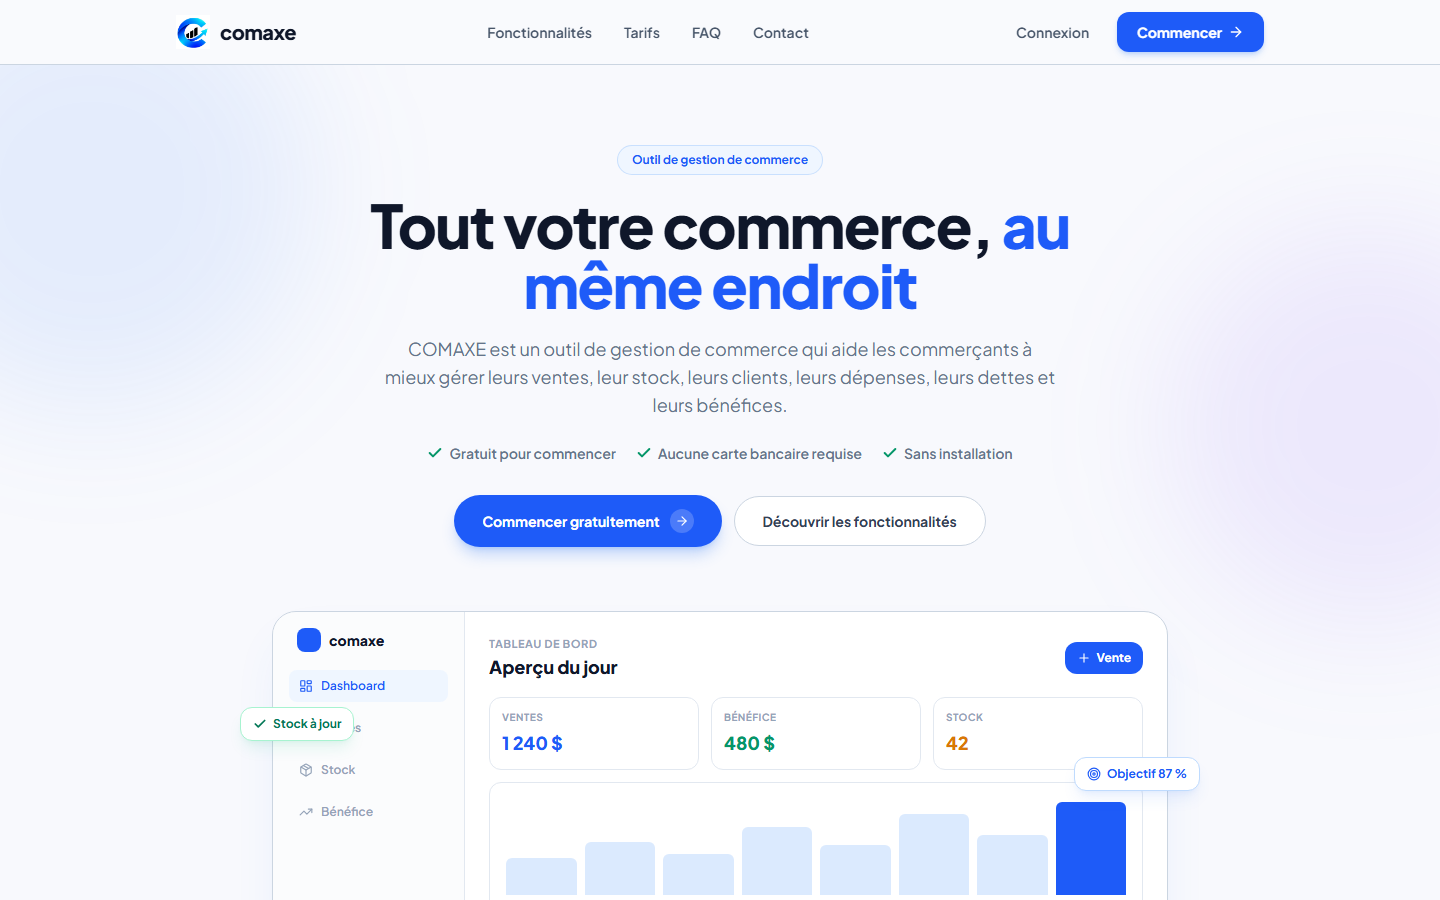 comaxe
Fonctionnalités
Tarifs
FAQ
Contact
Connexion
Commencer
Outil de gestion de commerce
Tout votre commerce, au
même endroit
COMAXE est un outil de gestion de commerce qui aide les commerçants à
mieux gérer leurs ventes, leur stock, leurs clients, leurs dépenses, leurs dettes et
leurs bénéfices.
Gratuit pour commencer
Aucune carte bancaire requise
Sans installation
Commencer gratuitement
Découvrir les fonctionnalités
comaxe
Dashboard
Stock à jour
Stock
Bénéfice
TABLEAU DE BORD
Aperçu du jour
Vente
VENTES
1 240 $
BÉNÉFICE
480 $
STOCK
42
Objectif 87 %